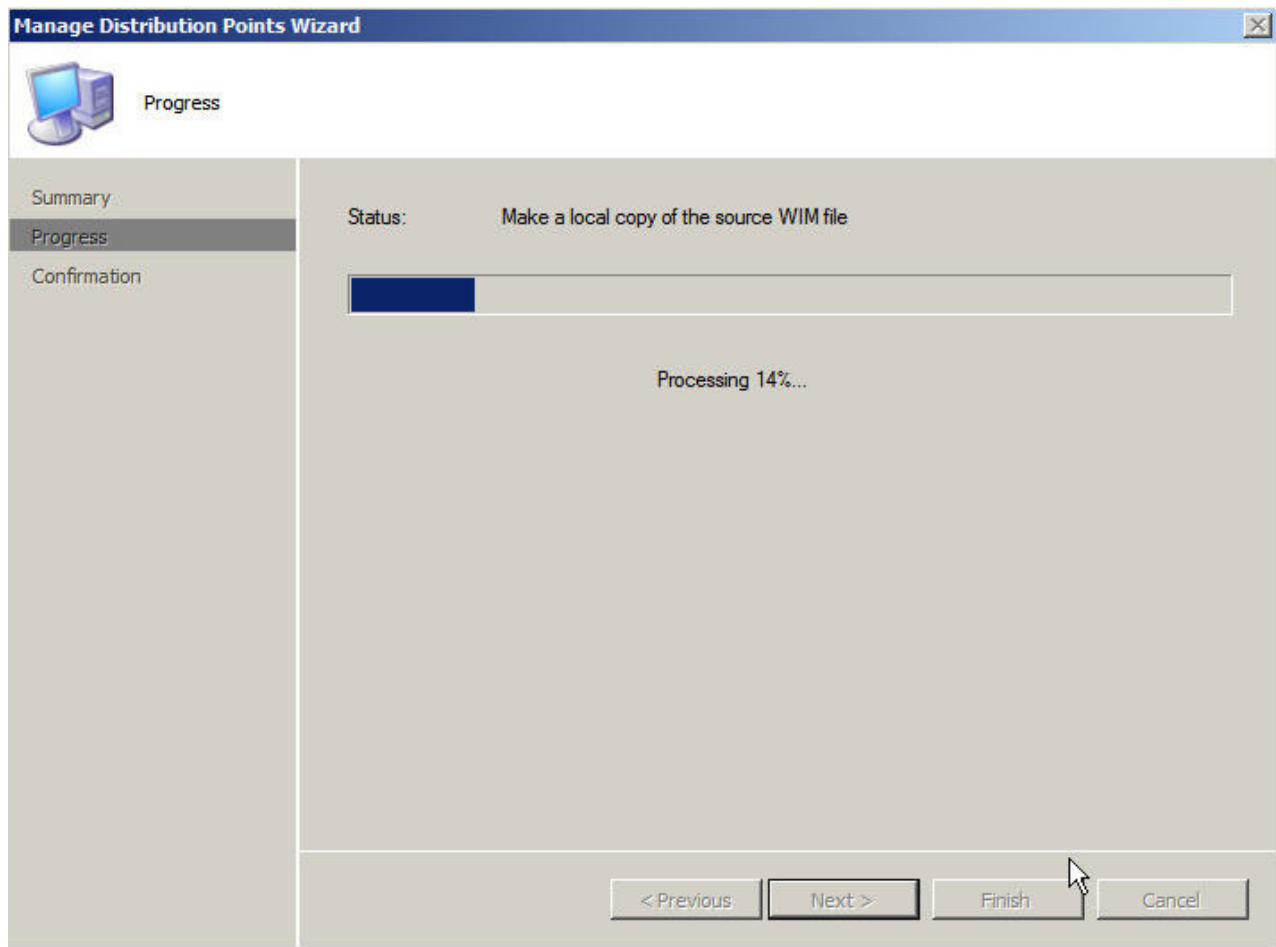 Manage Distribution Points Wizard
Progress
Summary
Progress
Confirmation
Status: Make a local copy of the source WIM file
Processing 14%...
< Previous Next > Finish Cancel